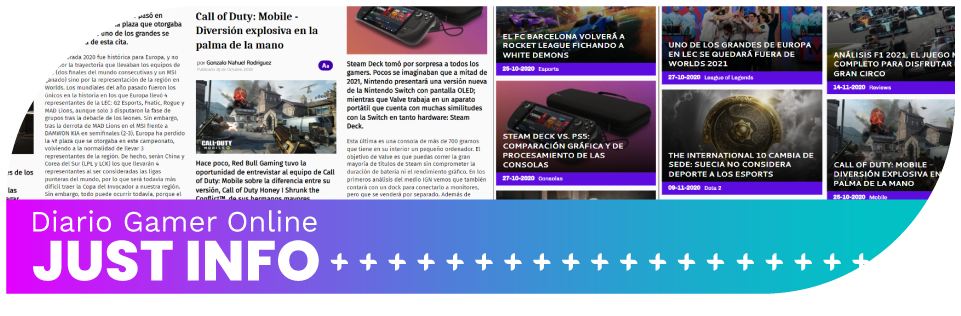 pasó en
plaza que otorgaba
uno de los grandes se
de esta cita.
rada 2020 fue histórica para Europa, y no
por la trayectoria que llevaban los equipos de
(dos finales del mundo consecutivas y un MSI
anado) sino por la representación de la región en
Worlds. Los mundiales del año pasado fueron los
únicos en la historia en los que Europa llevó 4
representantes de la LEC: G2 Esports, Fnatic, Rogue y
MAD Lions, aunque solo 3 disputaron la fase de
grupos tras la debacle de los leones. Sin embargo,
tras la derrota de MAD Lions en el MSI frente a
DAMWON KIA en semifinales (2-3), Europa ha perdido
la 4ª plaza que se otorgaba en este campeonato,
volviendo a la normalidad de llevar 3
representantes de la región. De hecho, serán China y
Corea del Sur (LPL y LCK) los que llevarán 4
representantes al ser consideradas las ligas
punteras del mundo, por lo que será todavía más
difícil traer la Copa del Invocador a nuestra región.
Sin embargo, todo puede ocurrir todavía, porque el
es de los
las
Call of Duty: Mobile -
Diversión explosiva en la
palma de la mano
por Gonzalo Nahuel Rodríguez
Aa
CALL·DUTY
MOBILE
Hace poco, Red Bull Gaming tuvo la
oportunidad de entrevistar al equipo de Call
of Duty: Mobile sobre la diferencia entre su
versión, Call of Duty Honey I Shrunk the
Conflict™, de sus hermanos mayores
Steam Deck tomó por sorpresa a todos los
gamers. Pocos se imaginaban que a mitad de
2021, Nintendo presentará una versión nueva
de la Nintendo Switch con pantalla OLED;
mientras que Valve trabaja en un aparato
portátil que cuenta con muchas similitudes
con la Switch en tanto hardware: Steam
Deck.
Esta última es una consola de más de 700 gramos
que tiene en su interior un pequeño ordenador. El
objetivo de Valve es que puedas correr la gran
mayoría de títulos de Steam sin comprometer la
duración de batería ni el rendimiento gráfico. En los
primeros análisis del medio IGN vemos que también
contará con un dock para conectarlo a monitores,
pero que se venderá por separado. Además de
EL FC BARCELONA VOLVERÁ A
ROCKET LEAGUE FICHANDO A
WHITE DEMONS
25-10-2020 Esports
STEAM DECK VS. PS5:
COMPARACIÓN GRÁFICA Y DE
PROCESAMIENTO DE LAS
CONSOLAS
27-10-2020 Consolas
UNO DE LOS GRANDES DE EUROPA
EN LEC SE QUEDARÁ FUERA DE
WORLDS 2021
27-10-2020 League of Legends
THE INTERNATIONAL 10 CAMBIA DE
SEDE: SUECIA NO CONSIDERA
DEPORTE A LOS ESPORTS
09-11-2020 Dota 2
ANÁLISIS F1 2021, EL JUEGO M
COMPLETO PARA DISFRUTAR
GRAN CIRCO
14-11-2020 Reviews
CALL OF DUTY: MOBILE –
DIVERSIÓN EXPLOSIVA EN
PALMA DE LA MANO
26-10-2020 Mobile
Diario Gamer Online
JUST INFO